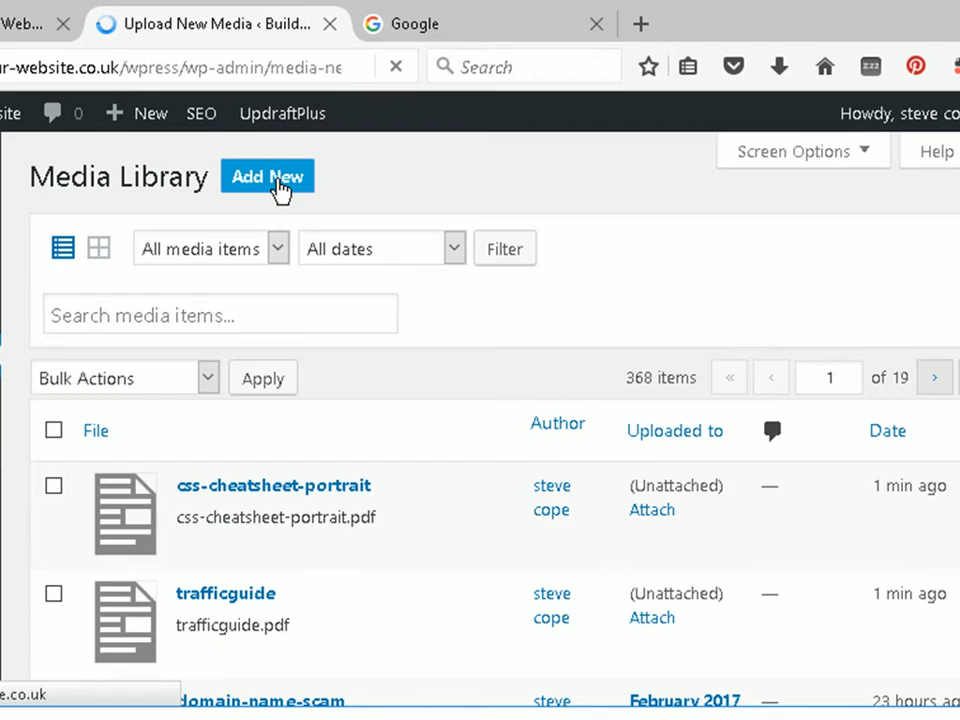 Web...
Upload New Media ‹ Build...
Google
ur-website.co.uk/wpress/wp-admin/media-ne
Search
zzz
site 0 New SEO UpdraftPlus Howdy, steve co
Screen Options Help
Media Library Add New
All media items All dates Filter
Search media items...
Bulk Actions Apply 368 items « ‹ 1 of 19 ›
File Author Uploaded to Date
css-cheatsheet-portrait steve (Unattached) — 1 min ago
css-cheatsheet-portrait.pdf cope Attach
trafficguide steve (Unattached) — 1 min ago
trafficguide.pdf cope Attach
e.co.uk
domain-name-scam steve February 2017 — 23 hours ag